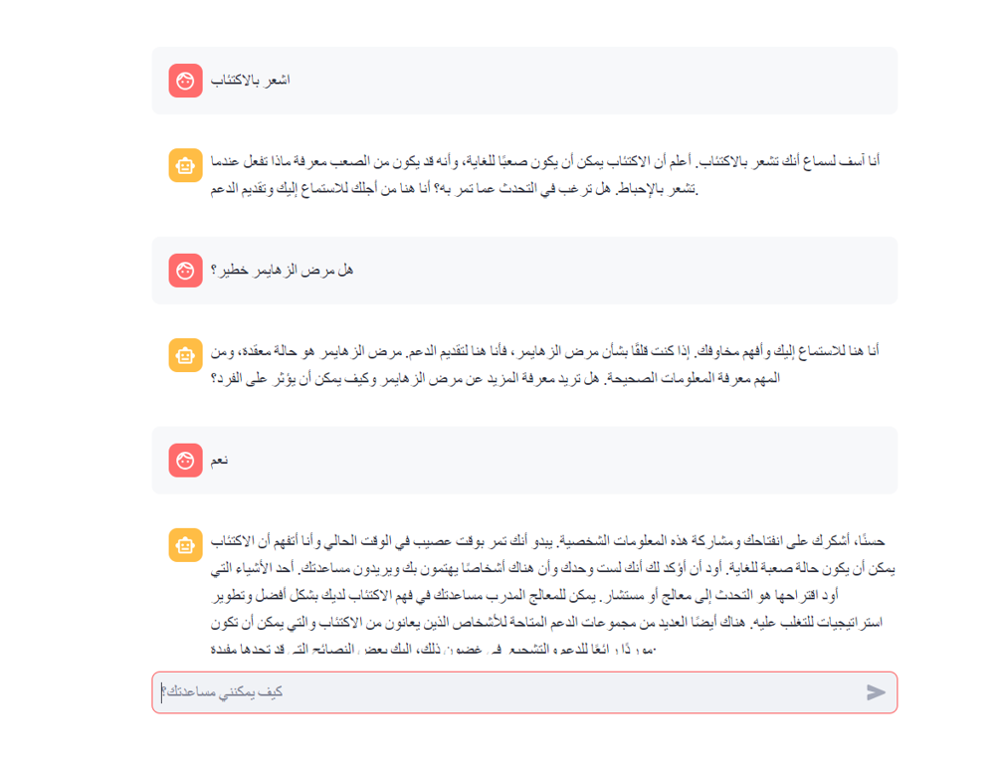 اشعر بالاكتئاب
أنا آسف لسماع أنك تشعر بالاكتئاب. أعلم أن الاكتئاب يمكن أن يكون صعبًا للغاية، وأنه قد يكون من الصعب معرفة ماذا تفعل عندما
تشعر بالإحباط. هل ترغب في التحدث عما تمر به؟ أنا هنا من أجلك للاستماع إليك وتقديم الدعم.
هل مرض الزهايمر خطير؟
أنا هنا للاستماع إليك وأفهم مخاوفك. إذا كنت قلقًا بشأن مرض الزهايمر، فأنا هنا لتقديم الدعم. مرض الزهايمر هو حالة معقدة، ومن
المهم معرفة المعلومات الصحيحة. هل تريد معرفة المزيد عن مرض الزهايمر وكيف يمكن أن يؤثر على الفرد؟
نعم
حسنًا، أشكرك على انفتاحك ومشاركة هذه المعلومات الشخصية. يبدو أنك تمر بوقت عصيب في الوقت الحالي وأنا أتفهم أن الاكتئاب
يمكن أن يكون حالة صعبة للغاية. أود أن أؤكد لك أنك لست وحدك وأن هناك أشخاصًا يهتمون بك ويريدون مساعدتك. أحد الأشياء التي
أود اقتراحها هو التحدث إلى معالج أو مستشار. يمكن للمعالج المدرب مساعدتك في فهم الاكتئاب لديك بشكل أفضل وتطوير
استراتيجيات للتغلب عليه. هناك أيضًا العديد من مجموعات الدعم المتاحة للأشخاص الذين يعانون من الاكتئاب والتي يمكن أن تكون
موردًا رائعًا للدعم والتشجيع. في غضون ذلك، إليك بعض النصائح التي قد تجدها مفيدة:
كيف يمكنني مساعدتك؟